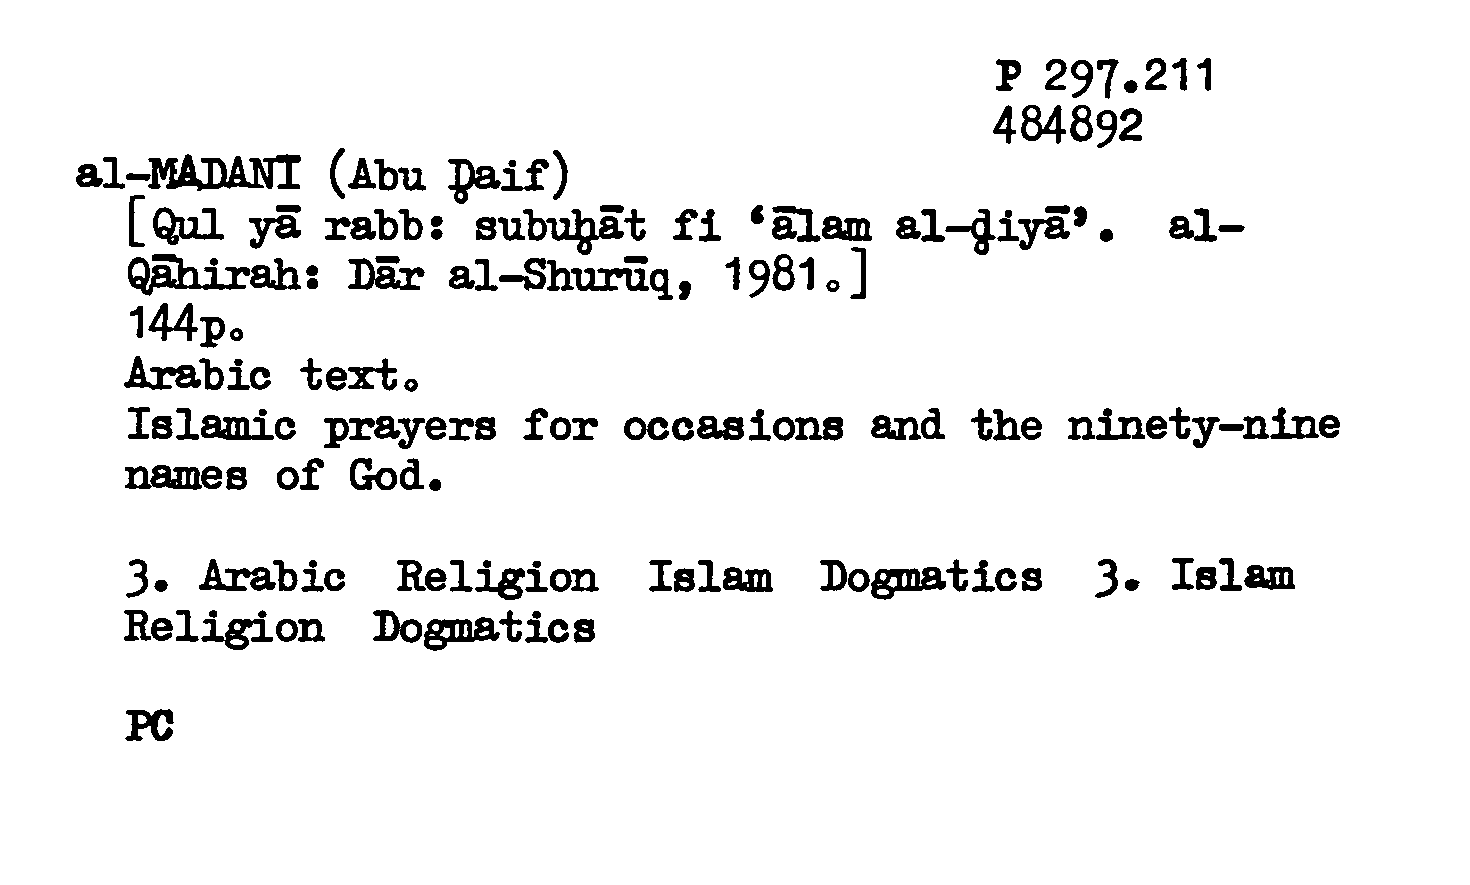 P 297.211
484892
al-MADANĪ (Abu Ḍaif)
[Qul yā rabb: subuḥāt fi ‘ālam al-ḍiyā’. al-
Qāhirah: Dār al-Shurūq, 1981.]
144p.
Arabic text.
Islamic prayers for occasions and the ninety-nine
names of God.
3. Arabic Religion Islam Dogmatics 3. Islam
Religion Dogmatics
PC